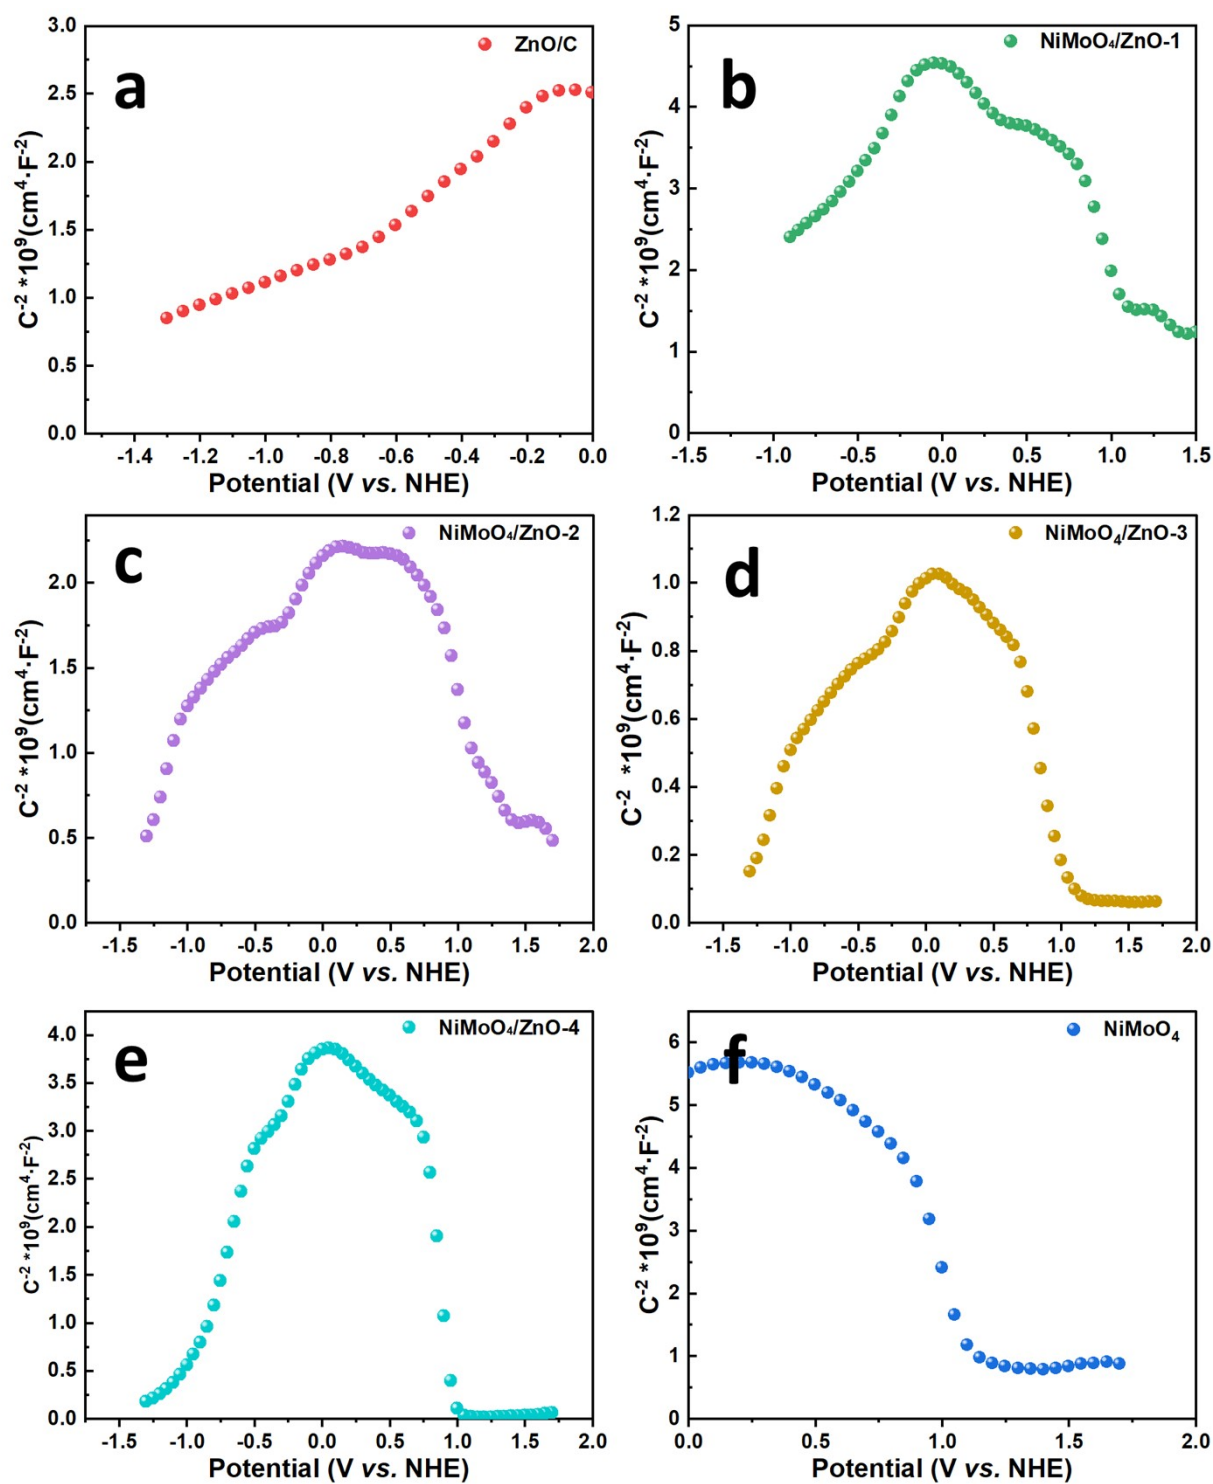 a
ZnO/C
C⁻² *10⁹(cm⁴·F⁻²)
3.0
2.5
2.0
1.5
1.0
0.5
0.0
-1.4 -1.2 -1.0 -0.8 -0.6 -0.4 -0.2 0.0
Potential (V vs. NHE)
b
NiMoO₄/ZnO-1
C⁻² *10⁹(cm⁴·F⁻²)
5
4
3
2
1
0
-1.5 -1.0 -0.5 0.0 0.5 1.0 1.5
Potential (V vs. NHE)
c
NiMoO₄/ZnO-2
C⁻² *10⁹(cm⁴·F⁻²)
2.0
1.5
1.0
0.5
0.0
-1.5 -1.0 -0.5 0.0 0.5 1.0 1.5 2.0
Potential (V vs. NHE)
d
NiMoO₄/ZnO-3
C⁻² *10⁹(cm⁴·F⁻²)
1.2
1.0
0.8
0.6
0.4
0.2
0.0
-1.5 -1.0 -0.5 0.0 0.5 1.0 1.5 2.0
Potential (V vs. NHE)
e
NiMoO₄/ZnO-4
C⁻² *10⁹(cm⁴·F⁻²)
4.0
3.5
3.0
2.5
2.0
1.5
1.0
0.5
0.0
-1.5 -1.0 -0.5 0.0 0.5 1.0 1.5 2.0
Potential (V vs. NHE)
f
NiMoO₄
C⁻² *10⁹(cm⁴·F⁻²)
6
5
4
3
2
1
0
0.0 0.5 1.0 1.5 2.0
Potential (V vs. NHE)